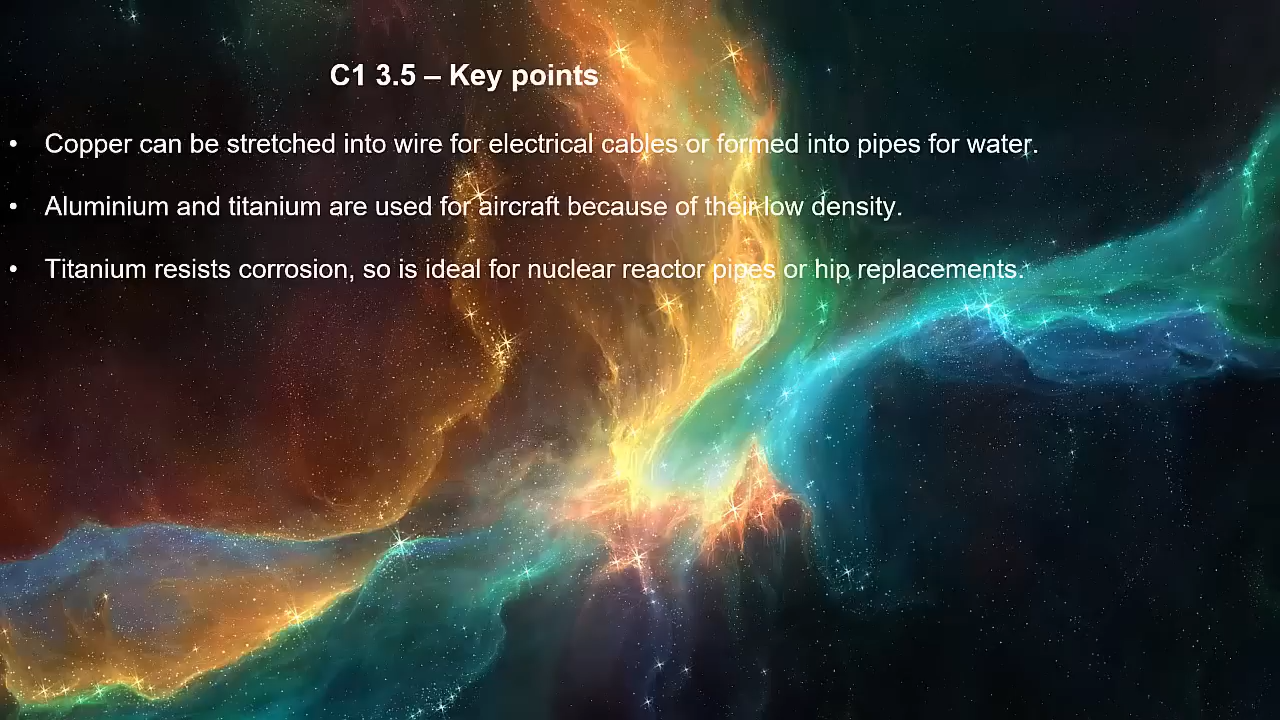 C1 3.5 – Key points
• Copper can be stretched into wire for electrical cables or formed into pipes for water.
• Aluminium and titanium are used for aircraft because of their low density.
• Titanium resists corrosion, so is ideal for nuclear reactor pipes or hip replacements.